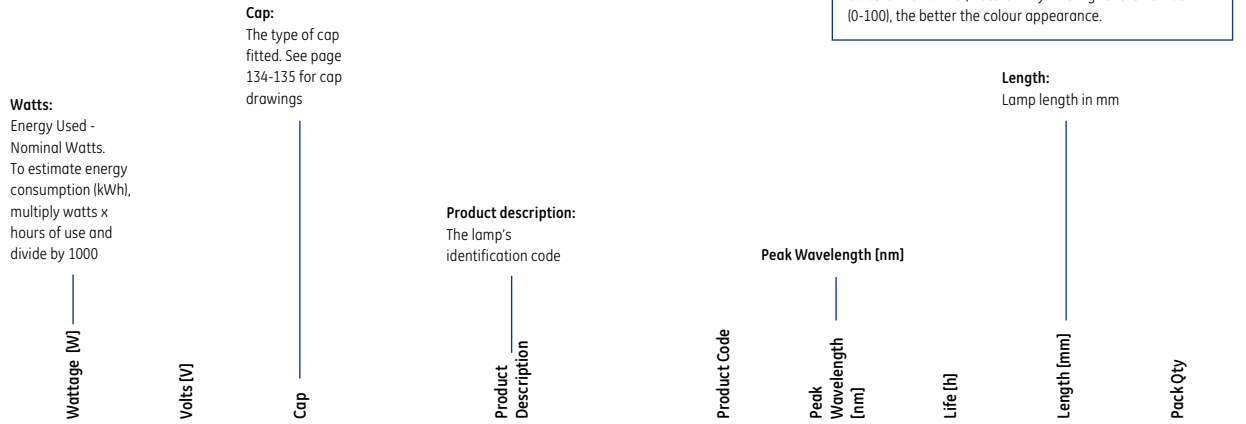 (0-100), the better the colour appearance.
Cap:
The type of cap
fitted. See page
134-135 for cap
drawings
Length:
Lamp length in mm
Watts:
Energy Used -
Nominal Watts.
To estimate energy
consumption (kWh),
multiply watts x
hours of use and
divide by 1000
Product description:
The lamp's
identification code
Peak Wavelength [nm]
Wattage [W]
Volts [V]
Cap
Product
Description
Product Code
Peak
Wavelength
[nm]
Life [h]
Length [mm]
Pack Qty